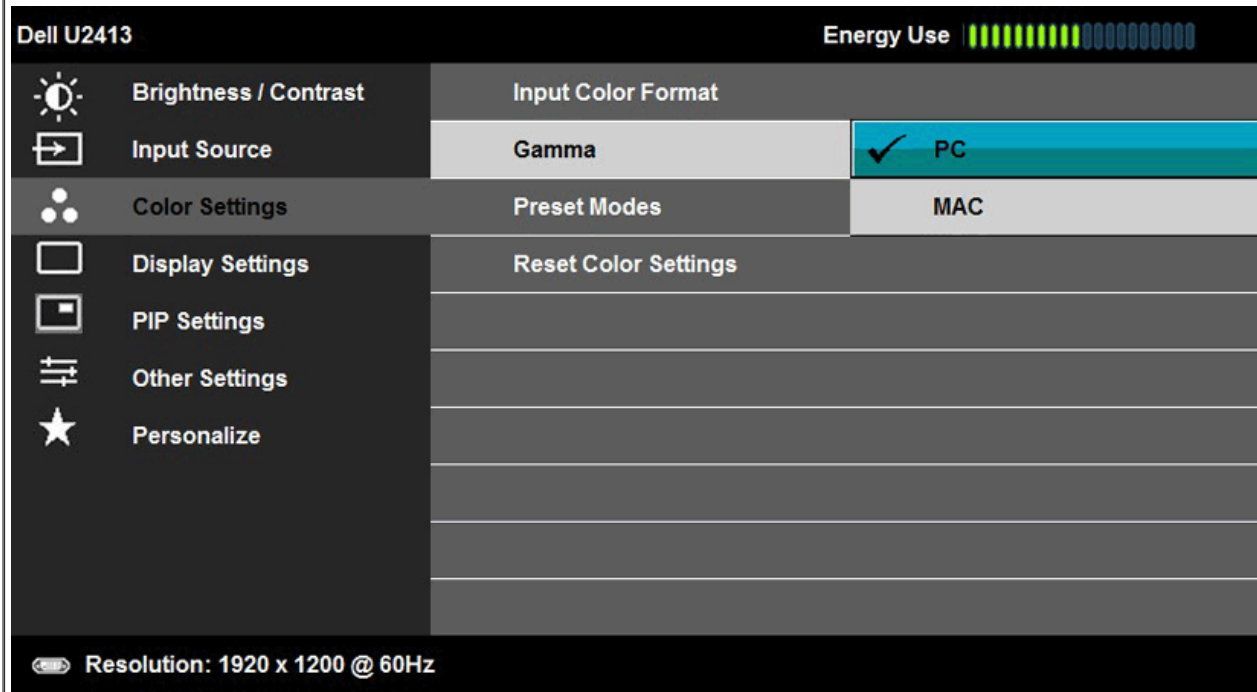 Dell U2413 Energy Use
Brightness / Contrast Input Color Format
Input Source Gamma PC
Color Settings Preset Modes MAC
Display Settings Reset Color Settings
PIP Settings
Other Settings
Personalize
Resolution: 1920 x 1200 @ 60Hz